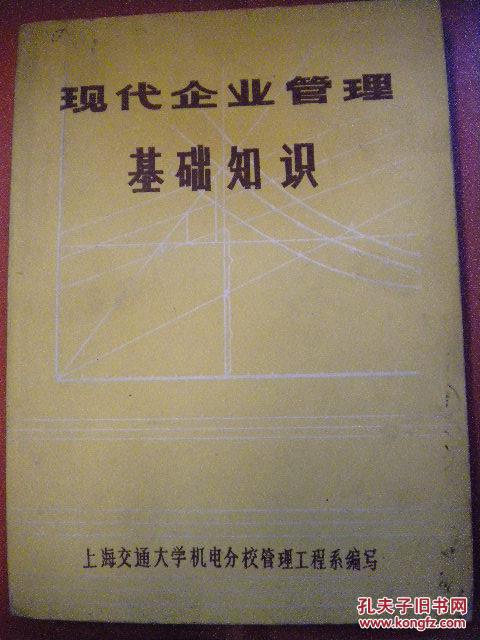 现代企业管理
基础知识
上海交通大学机电分校管理工程系编写
孔夫子旧书网
www.kongfz.com